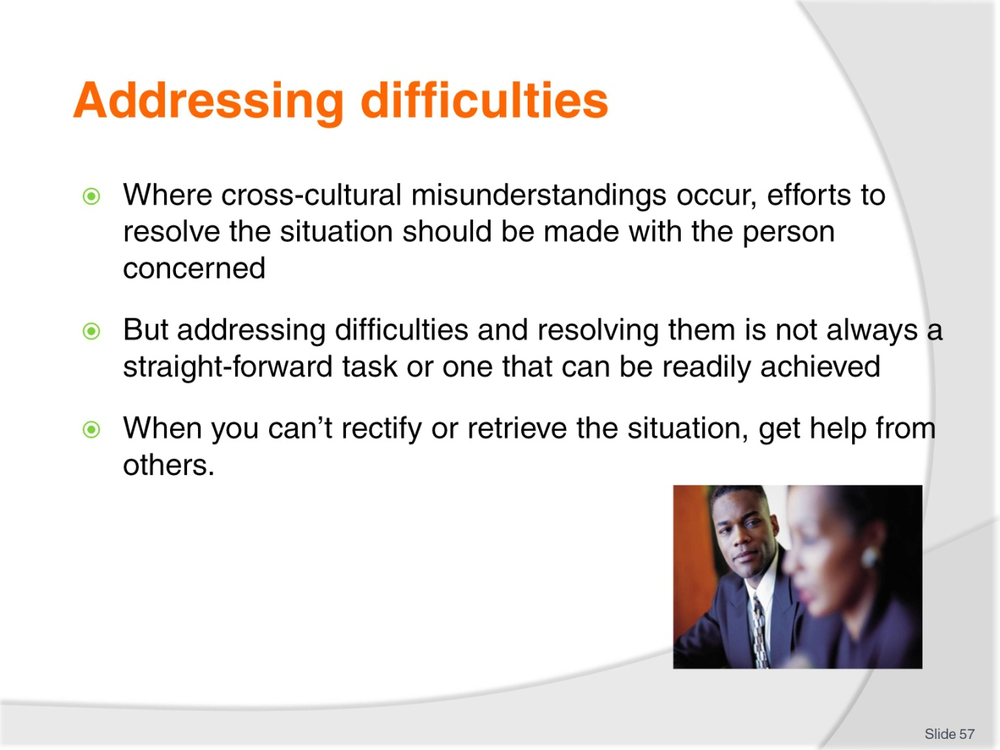 Addressing difficulties
Where cross-cultural misunderstandings occur, efforts to
resolve the situation should be made with the person
concerned
But addressing difficulties and resolving them is not always a
straight-forward task or one that can be readily achieved
When you can’t rectify or retrieve the situation, get help from
others.
Slide 57